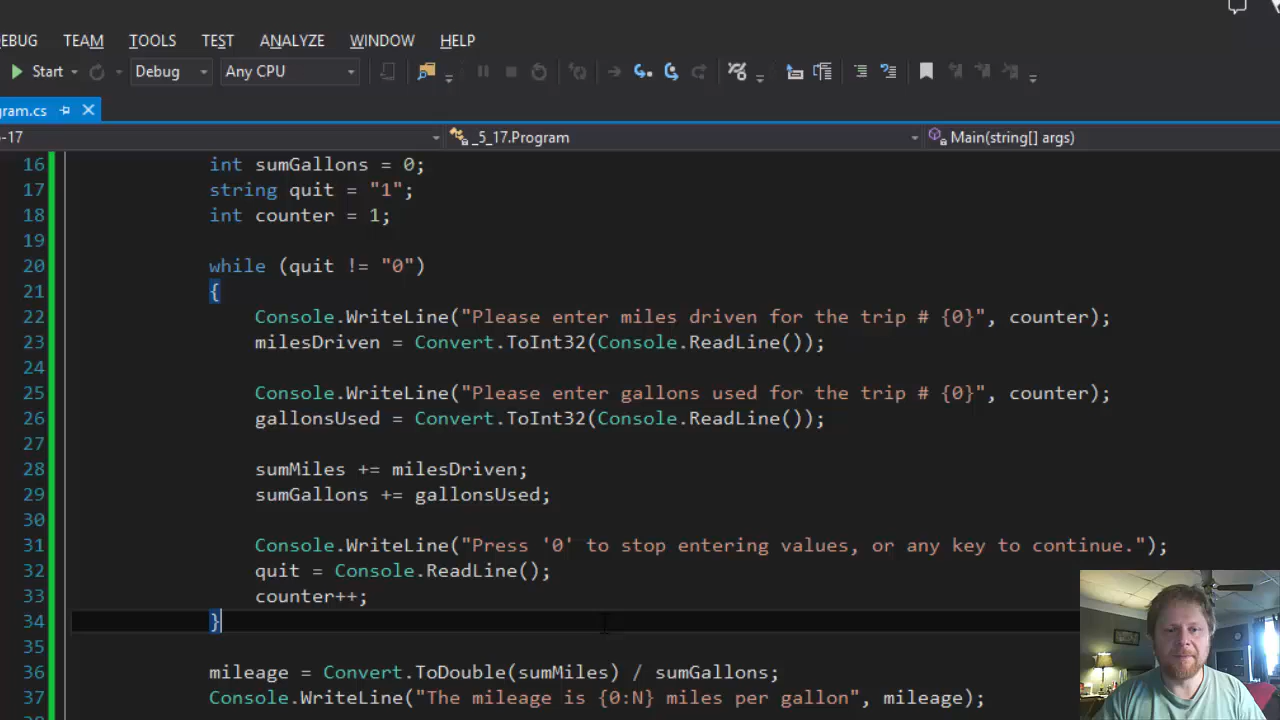 EBUG TEAM TOOLS TEST ANALYZE WINDOW HELP
Start Debug Any CPU
gram.cs
-17 _5_17.Program Main(string[] args)
16 int sumGallons = 0;
17 string quit = "1";
18 int counter = 1;
19
20 while (quit != "0")
21 {
22 Console.WriteLine("Please enter miles driven for the trip # {0}", counter);
23 milesDriven = Convert.ToInt32(Console.ReadLine());
24
25 Console.WriteLine("Please enter gallons used for the trip # {0}", counter);
26 gallonsUsed = Convert.ToInt32(Console.ReadLine());
27
28 sumMiles += milesDriven;
29 sumGallons += gallonsUsed;
30
31 Console.WriteLine("Press '0' to stop entering values, or any key to continue.");
32 quit = Console.ReadLine();
33 counter++;
34 }
35
36 mileage = Convert.ToDouble(sumMiles) / sumGallons;
37 Console.WriteLine("The mileage is {0:N} miles per gallon", mileage);